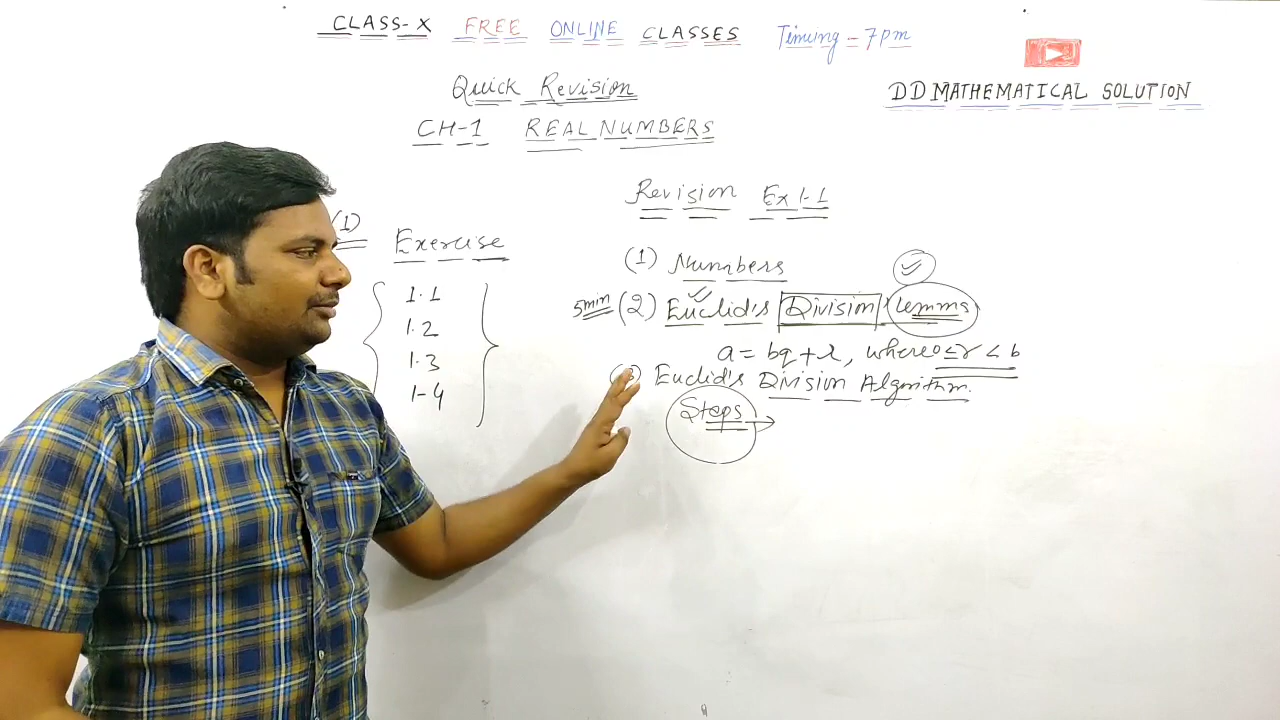 CLASS-X FREE ONLINE CLASSES Timing = 7pm
Quick Revision
DD MATHEMATICAL SOLUTION
CH-1 REAL NUMBERS
Revision Ex 1-1
Exercise
1.1
1.2
1.3
1-4
(1) Numbers
5min (2) Euclid's Division Lemma
a = bq + r, where 0 ≤ r < b
Euclid's Division Algorithm.
Steps →